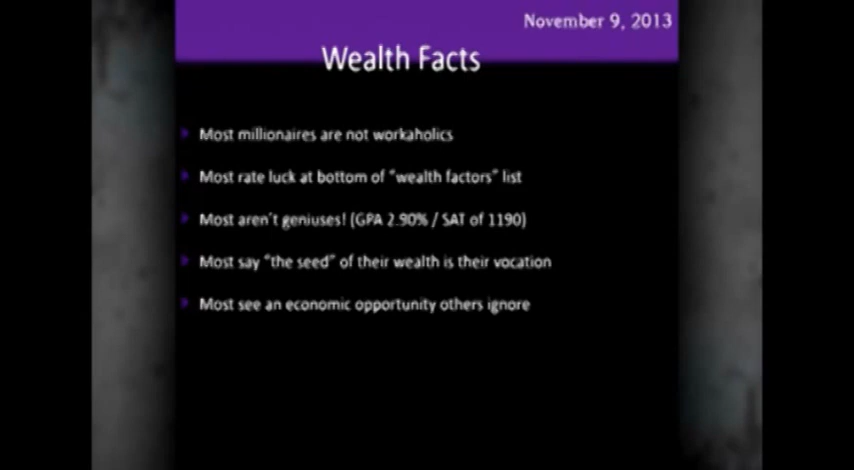 November 9, 2013
Wealth Facts
Most millionaires are not workaholics
Most rate luck at bottom of "wealth factors" list
Most aren't geniuses! (GPA 2.90% / SAT of 1190)
Most say "the seed" of their wealth is their vocation
Most see an economic opportunity others ignore